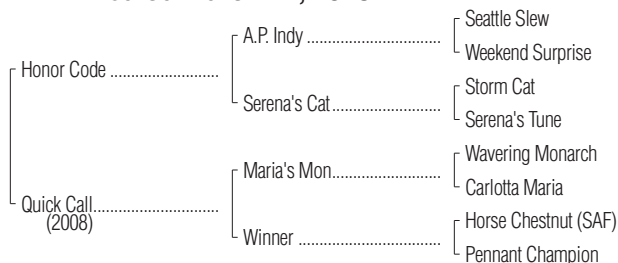 Seattle Slew
A.P. Indy ................................
Weekend Surprise
Honor Code ................................
Storm Cat
Serena's Cat................................
Serena's Tune
Wavering Monarch
Maria's Mon................................
Carlotta Maria
Quick Call................................
(2008)
Horse Chestnut (SAF)
Winner ................................
Pennant Champion